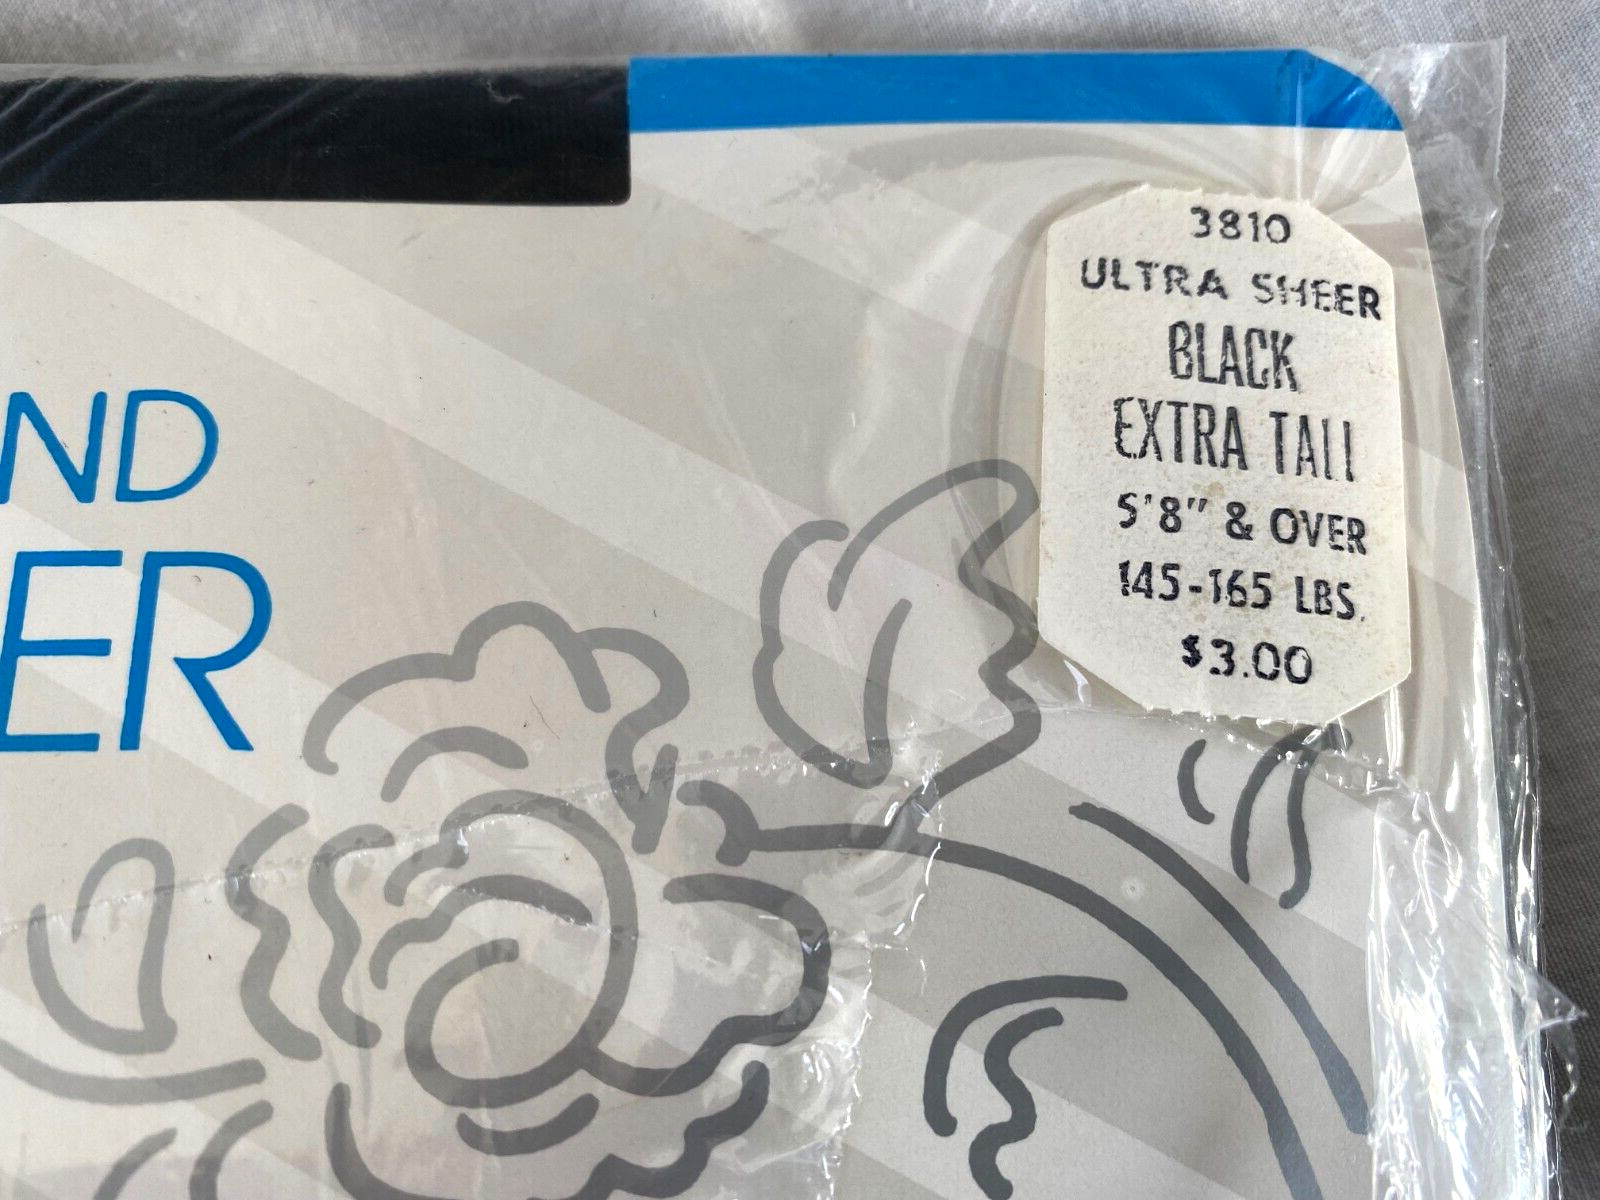 3810
ULTRA SHEER
BLACK
EXTRA TALL
5'8" & OVER
145-165 LBS.
$3.00
ND
ER